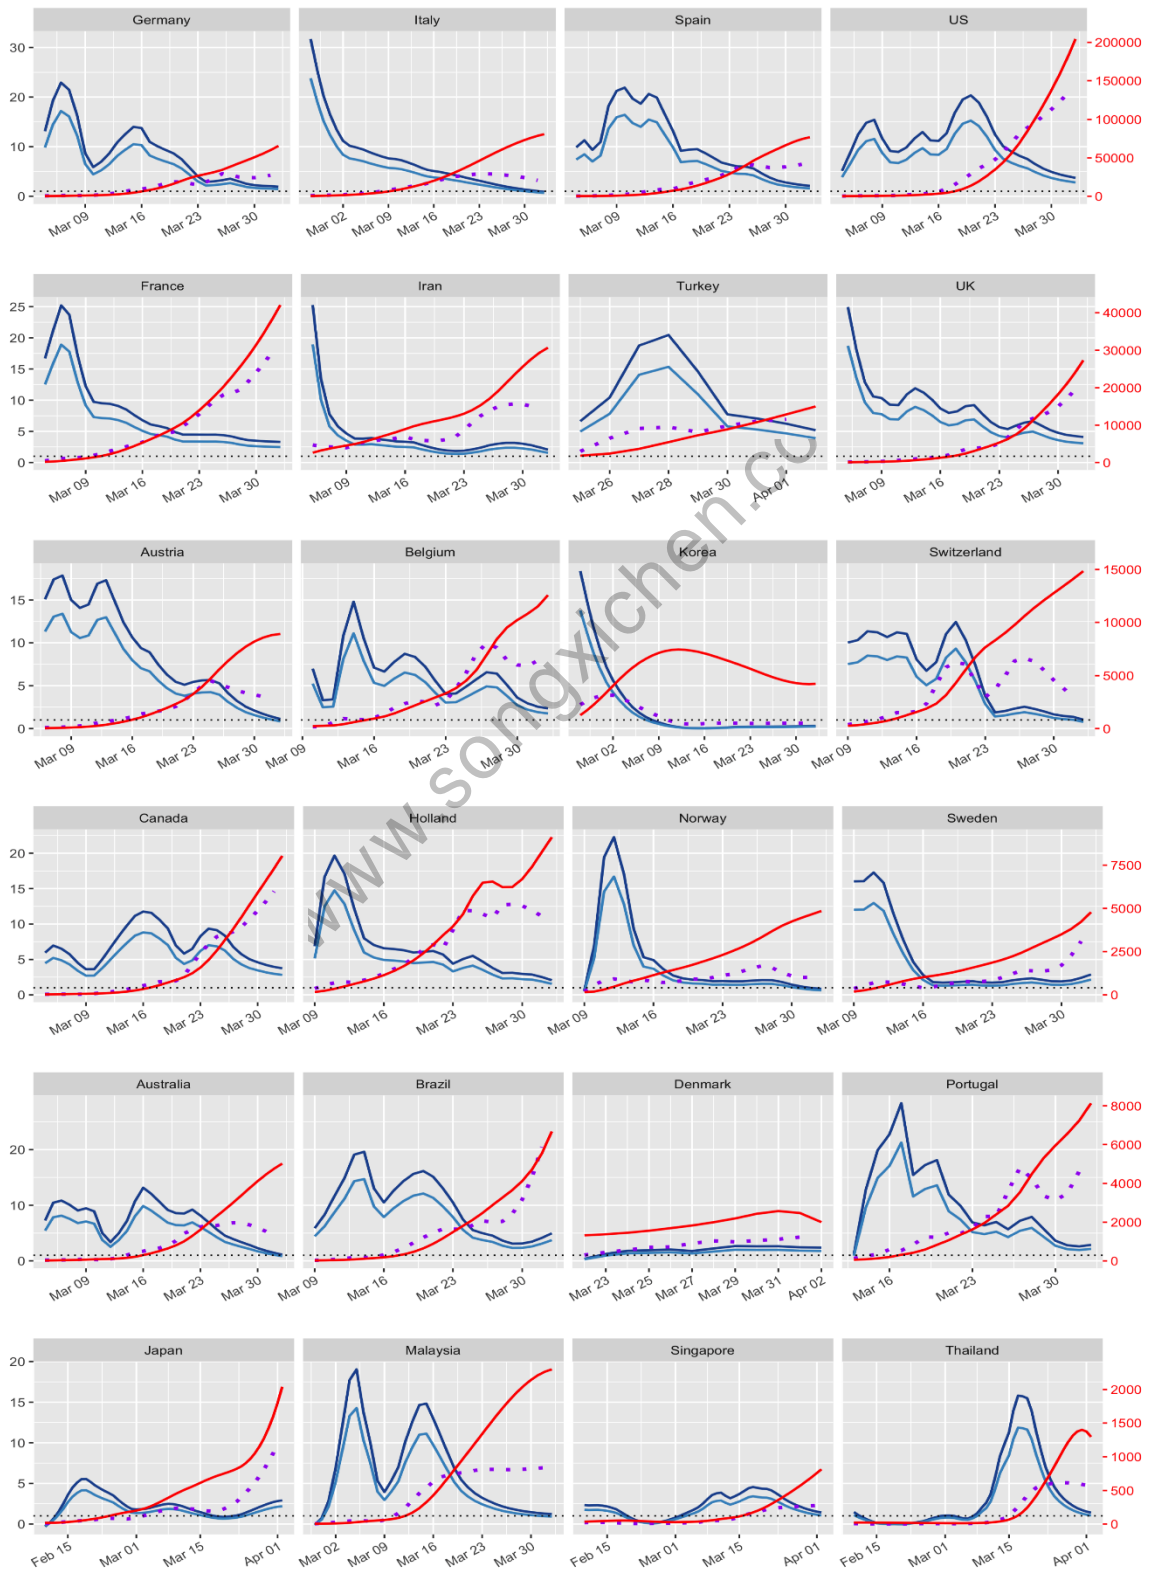 Germany Italy Spain US
30 200000
20 150000
100000
10 50000
0 0
Mar 09 Mar 16 Mar 23 Mar 30 Mar 02 Mar 09 Mar 16 Mar 23 Mar 30 Mar 09 Mar 16 Mar 23 Mar 30 Mar 09 Mar 16 Mar 23 Mar 30
France Iran Turkey UK
25 40000
20 30000
15
10 20000
5 10000
0 0
Mar 09 Mar 16 Mar 23 Mar 30 Mar 09 Mar 16 Mar 23 Mar 30 Mar 26 Mar 28 Mar 30 Apr 01 Mar 09 Mar 16 Mar 23 Mar 30
Austria Belgium Korea Switzerland
15 15000
10 10000
5 5000
0 0
Mar 09 Mar 16 Mar 23 Mar 30 Mar 09 Mar 16 Mar 23 Mar 30 Mar 02 Mar 09 Mar 16 Mar 23 Mar 30 Mar 09 Mar 16 Mar 23 Mar 30
Canada Holland Norway Sweden
20 7500
15
10 5000
5 2500
0 0
Mar 09 Mar 16 Mar 23 Mar 30 Mar 09 Mar 16 Mar 23 Mar 30 Mar 09 Mar 16 Mar 23 Mar 30 Mar 09 Mar 16 Mar 23 Mar 30
Australia Brazil Denmark Portugal
8000
20 6000
10 4000
2000
0 0
Mar 09 Mar 16 Mar 23 Mar 30 Mar 09 Mar 16 Mar 23 Mar 30 Mar 23 Mar 25 Mar 27 Mar 29 Mar 31 Apr 02 Mar 16 Mar 23 Mar 30
Japan Malaysia Singapore Thailand
20 2000
15 1500
10 1000
5 500
0 0
Feb 15 Mar 01 Mar 15 Apr 01 Mar 02 Mar 09 Mar 16 Mar 23 Mar 30 Feb 15 Mar 01 Mar 15 Apr 01 Feb 15 Mar 01 Mar 15 Apr 01
www.songxichen.co